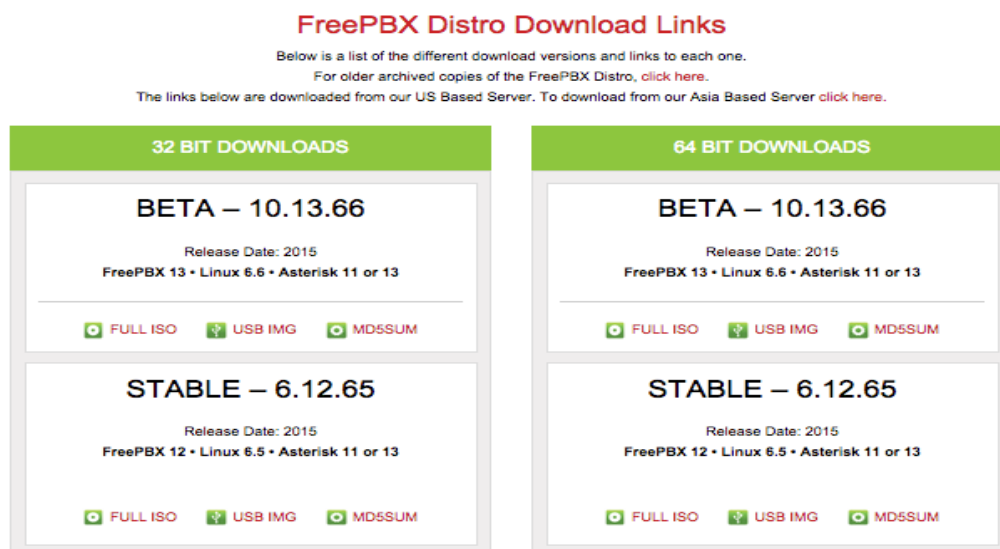 FreePBX Distro Download Links
Below is a list of the different download versions and links to each one.
For older archived copies of the FreePBX Distro, click here.
The links below are downloaded from our US Based Server. To download from our Asia Based Server click here.
32 BIT DOWNLOADS
BETA – 10.13.66
Release Date: 2015
FreePBX 13 • Linux 6.6 • Asterisk 11 or 13
FULL ISO USB IMG MD5SUM
STABLE – 6.12.65
Release Date: 2015
FreePBX 12 • Linux 6.5 • Asterisk 11 or 13
FULL ISO USB IMG MD5SUM
64 BIT DOWNLOADS
BETA – 10.13.66
Release Date: 2015
FreePBX 13 • Linux 6.6 • Asterisk 11 or 13
FULL ISO USB IMG MD5SUM
STABLE – 6.12.65
Release Date: 2015
FreePBX 12 • Linux 6.5 • Asterisk 11 or 13
FULL ISO USB IMG MD5SUM